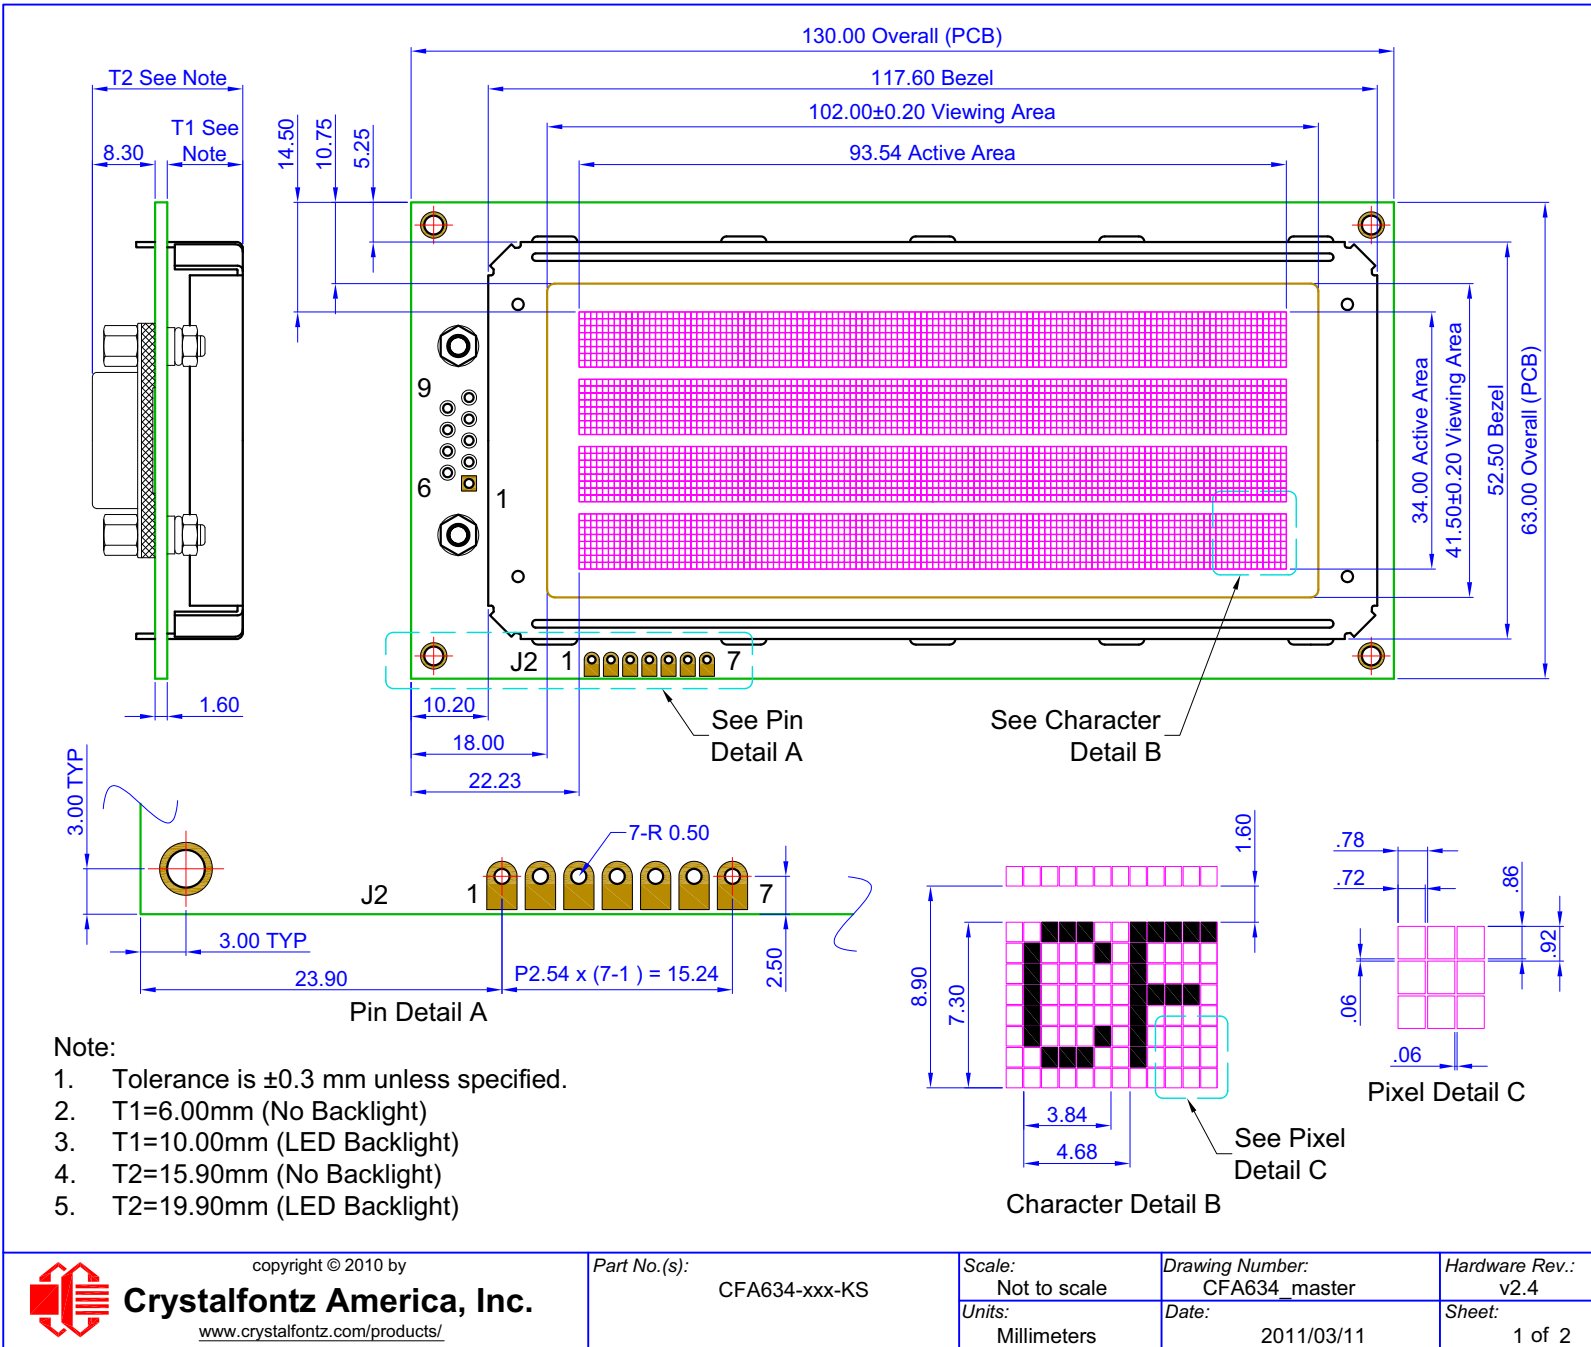 130.00 Overall (PCB)
T2 See Note
117.60 Bezel
102.00±0.20 Viewing Area
T1 See
Note
8.30
14.50
10.75
5.25
93.54 Active Area
9
6
1
34.00 Active Area
41.50±0.20 Viewing Area
52.50 Bezel
63.00 Overall (PCB)
J2 1 7
1.60
10.20
18.00
22.23
See Pin
Detail A
See Character
Detail B
3.00 TYP
7-R 0.50
J2 1 7
3.00 TYP
23.90
P2.54 x (7-1 ) = 15.24
2.50
Pin Detail A
1.60
8.90
7.30
3.84
4.68
See Pixel
Detail C
Character Detail B
.78
.72
.86
.92
.06
.06
Pixel Detail C
Note:
1. Tolerance is ±0.3 mm unless specified.
2. T1=6.00mm (No Backlight)
3. T1=10.00mm (LED Backlight)
4. T2=15.90mm (No Backlight)
5. T2=19.90mm (LED Backlight)
copyright © 2010 by
Crystalfontz America, Inc.
www.crystalfontz.com/products/
Part No.(s):
CFA634-xxx-KS
Scale:
Not to scale
Units:
Millimeters
Drawing Number:
CFA634_master
Date:
2011/03/11
Hardware Rev.:
v2.4
Sheet:
1 of 2